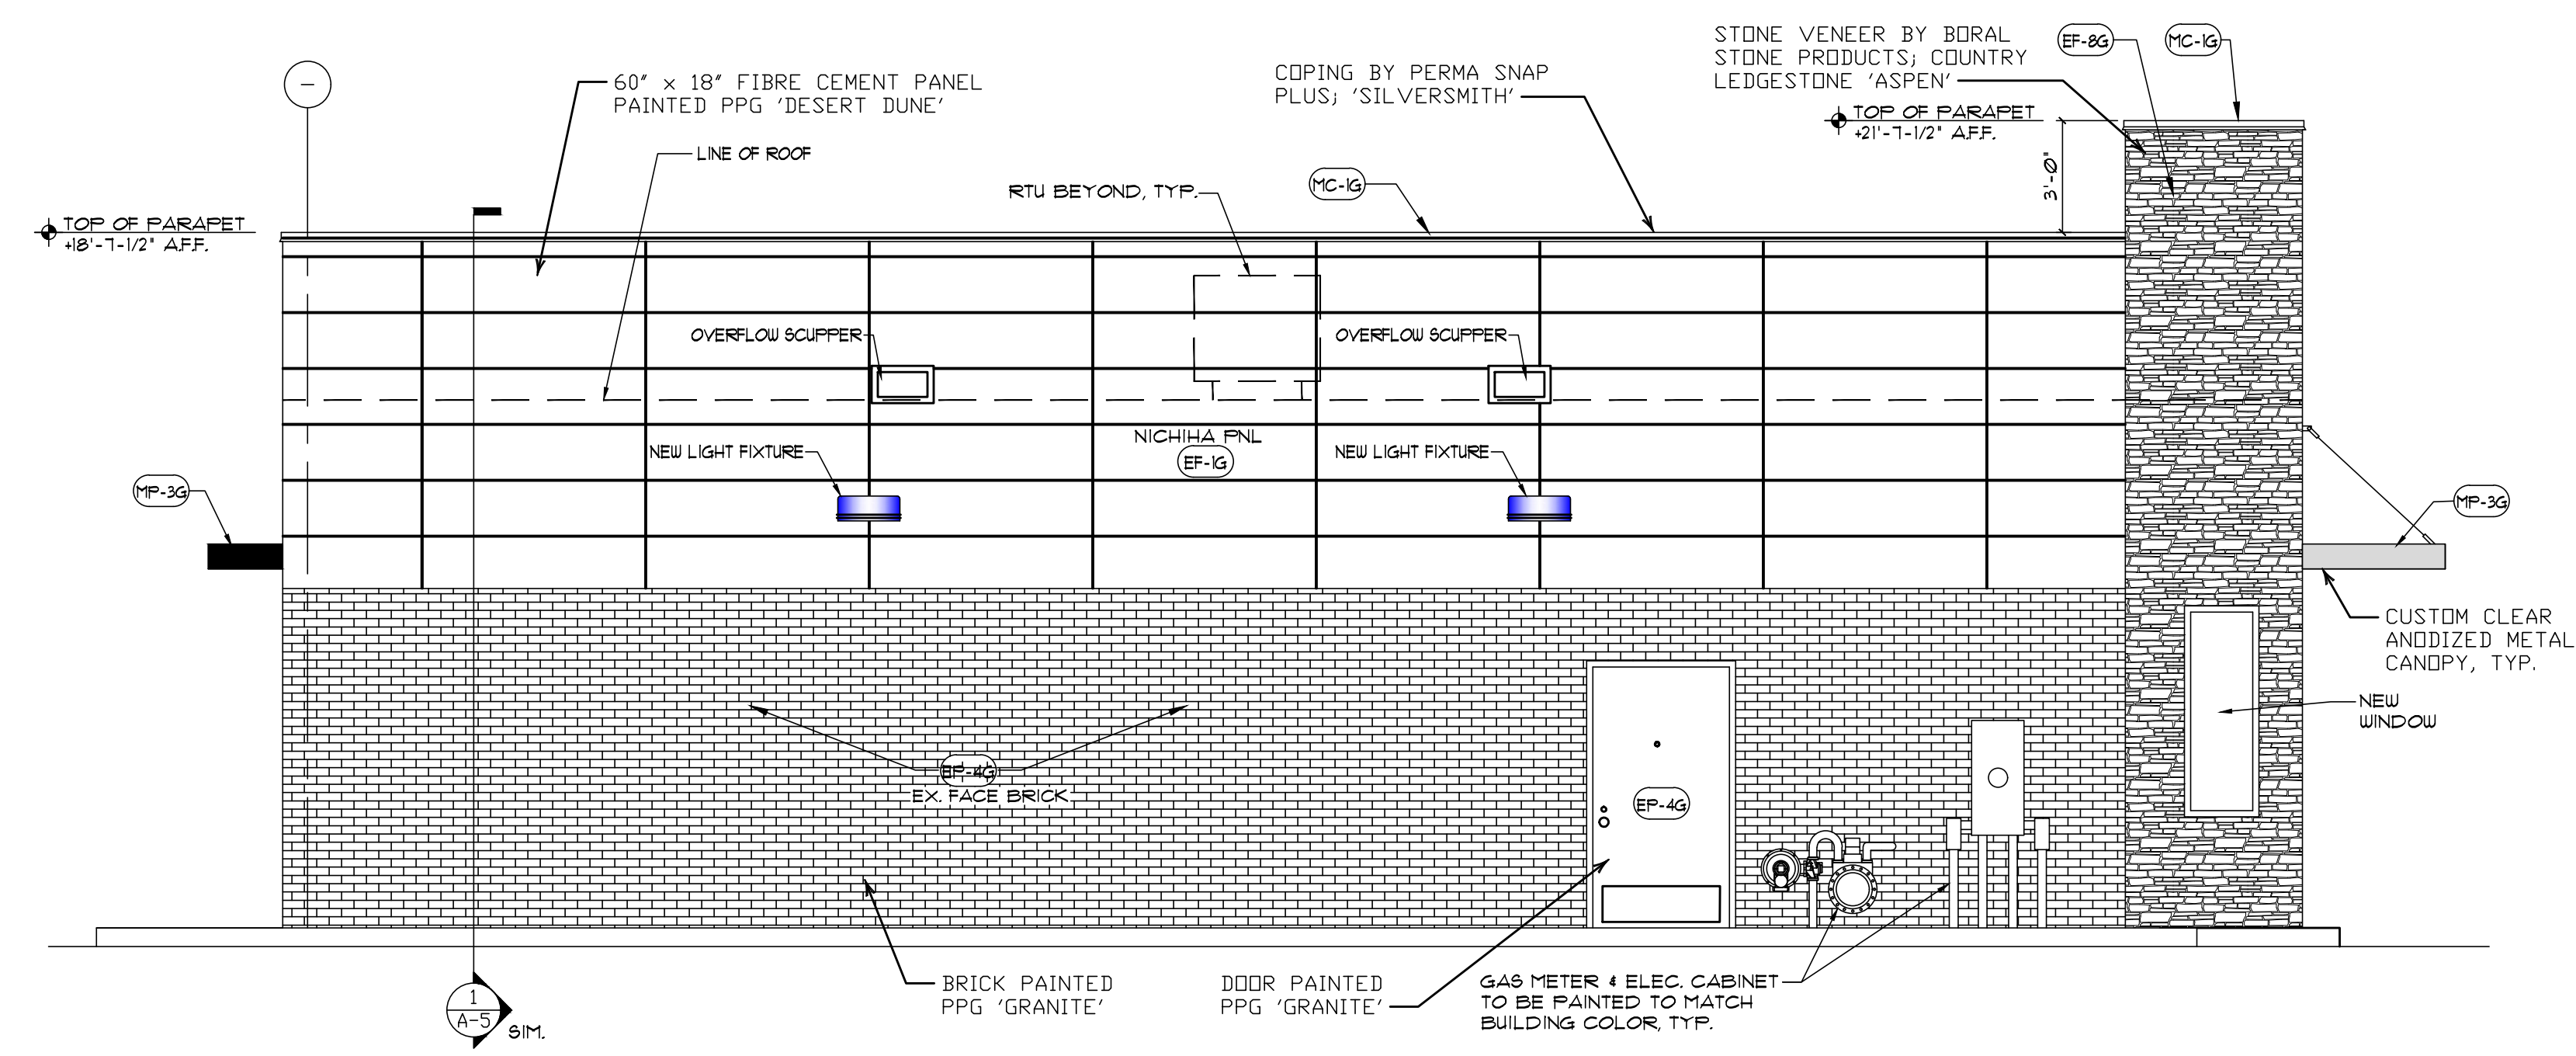 STONE VENEER BY BORAL
STONE PRODUCTS; COUNTRY
LEDGESTONE 'ASPEN'
EF-8G
MC-1G
60" x 18" FIBRE CEMENT PANEL
PAINTED PPG 'DESERT DUNE'
COPING BY PERMA SNAP
PLUS; 'SILVERSMITH'
TOP OF PARAPET
+21'-7-1/2" A.F.F.
LINE OF ROOF
RTU BEYOND, TYP.
MC-1G
3'-0"
TOP OF PARAPET
+18'-7-1/2" A.F.F.
OVERFLOW SCUPPER
OVERFLOW SCUPPER
NICHIHA PNL
EF-1G
NEW LIGHT FIXTURE
NEW LIGHT FIXTURE
MP-3G
MP-3G
CUSTOM CLEAR
ANODIZED METAL
CANOPY, TYP.
NEW
WINDOW
EP-4G
EX. FACE BRICK
EP-4G
BRICK PAINTED
PPG 'GRANITE'
DOOR PAINTED
PPG 'GRANITE'
GAS METER & ELEC. CABINET
TO BE PAINTED TO MATCH
BUILDING COLOR, TYP.
1
A-5
SIM.